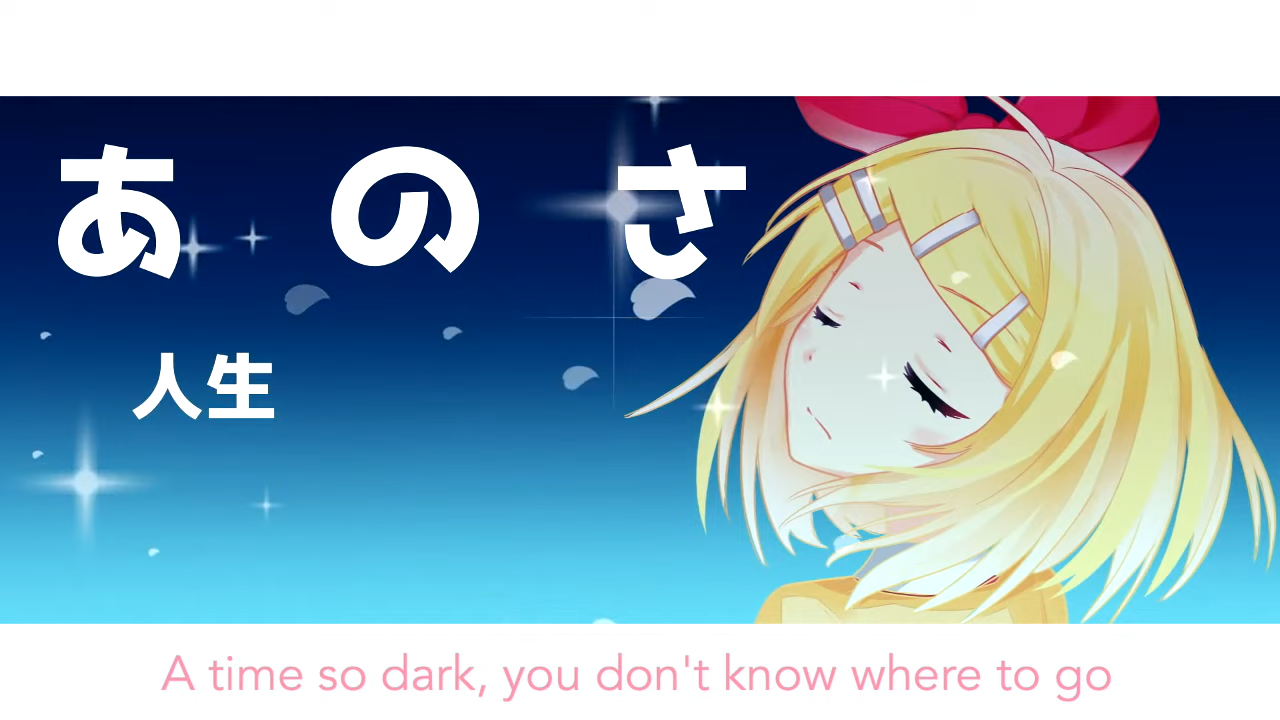 あ の さ
人生
A time so dark, you don't know where to go